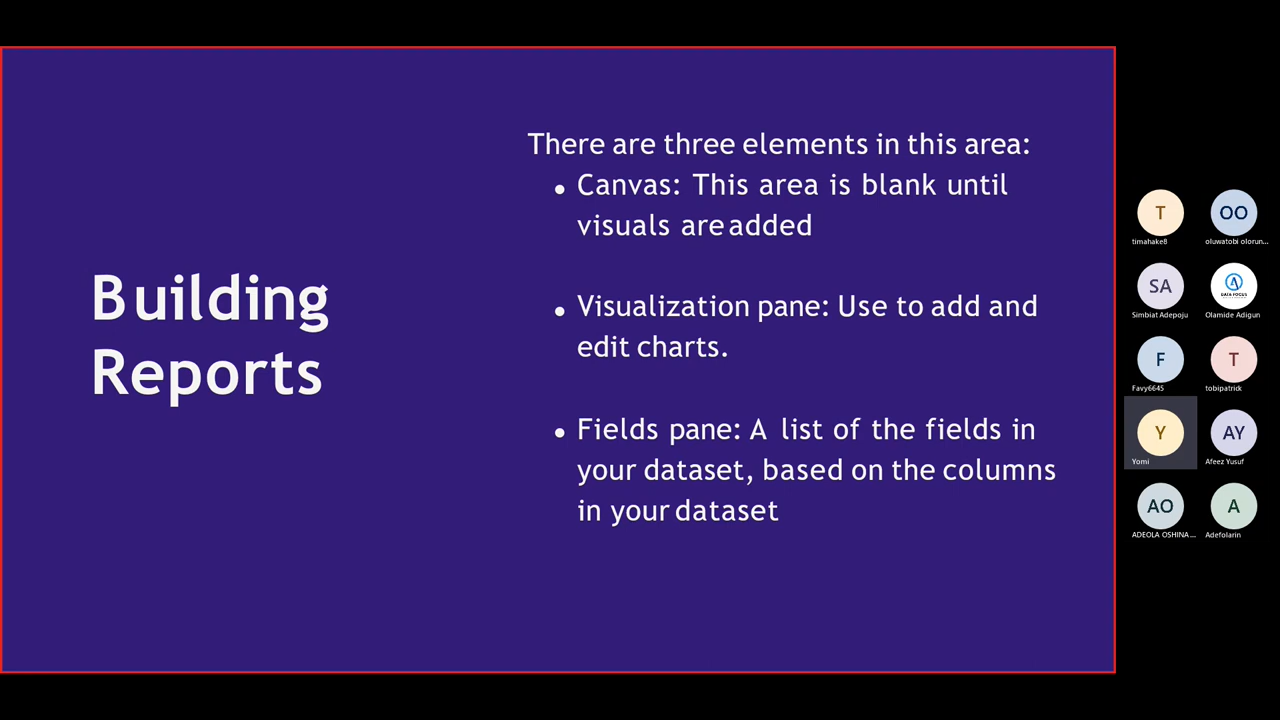 Building
Reports
There are three elements in this area:
• Canvas: This area is blank until
visuals are added
• Visualization pane: Use to add and
edit charts.
• Fields pane: A list of the fields in
your dataset, based on the columns
in your dataset
T
timahake8
OO
oluwatobi olorun...
SA
Simbiat Adepoju
DATA FOCUS
Olamide Adigun
F
Favy6645
T
tobipatrick
Y
Yomi
AY
Afeez Yusuf
AO
ADEOLA OSHINA...
A
Adefolarin